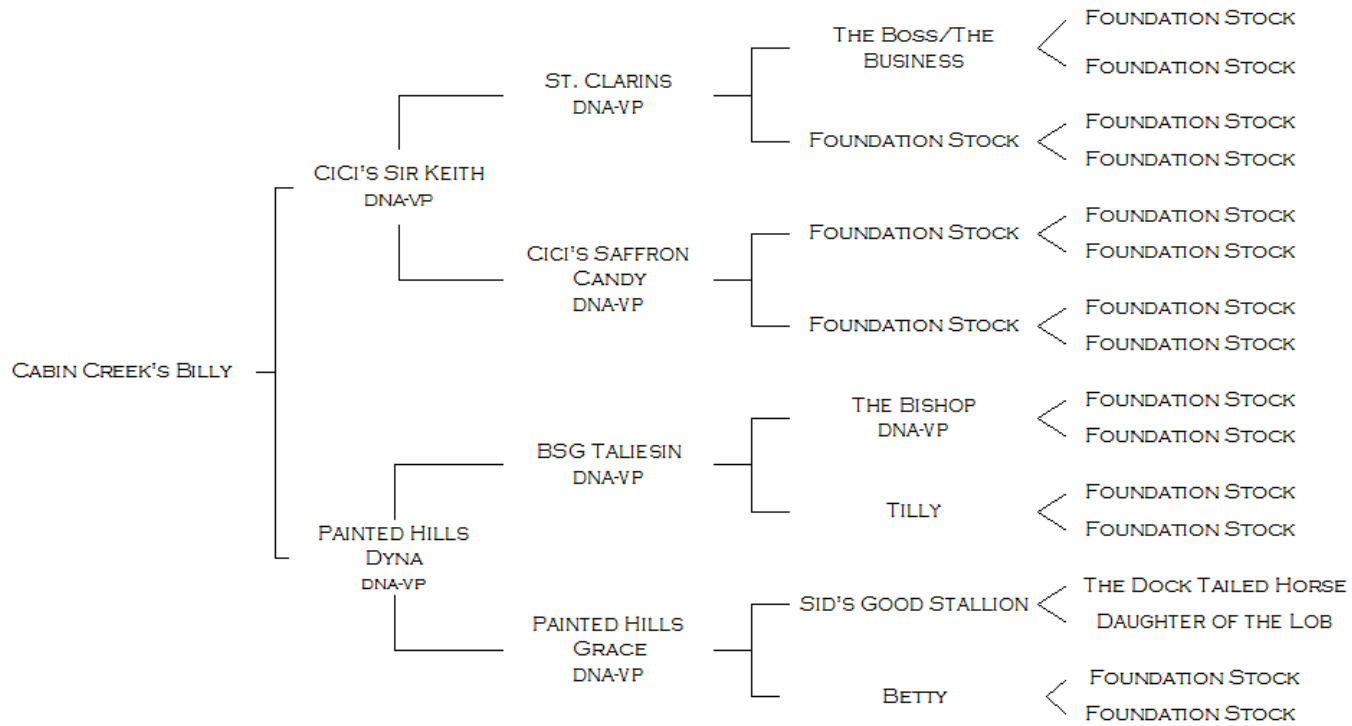 Cabin Creek's Billy
CiCi's Sir Keith
DNA-VP
Painted Hills
Dyna
DNA-VP
St. Clarins
DNA-VP
Cici's Saffron
Candy
DNA-VP
BSG Taliesin
DNA-VP
Painted Hills
Grace
DNA-VP
The Boss/The
Business
Foundation Stock
Foundation Stock
Foundation Stock
The Bishop
DNA-VP
Tilly
Sid's Good Stallion
Betty
Foundation Stock
Foundation Stock
Foundation Stock
Foundation Stock
Foundation Stock
Foundation Stock
Foundation Stock
Foundation Stock
Foundation Stock
Foundation Stock
Foundation Stock
Foundation Stock
The Dock Tailed Horse
Daughter of the Lob
Foundation Stock
Foundation Stock